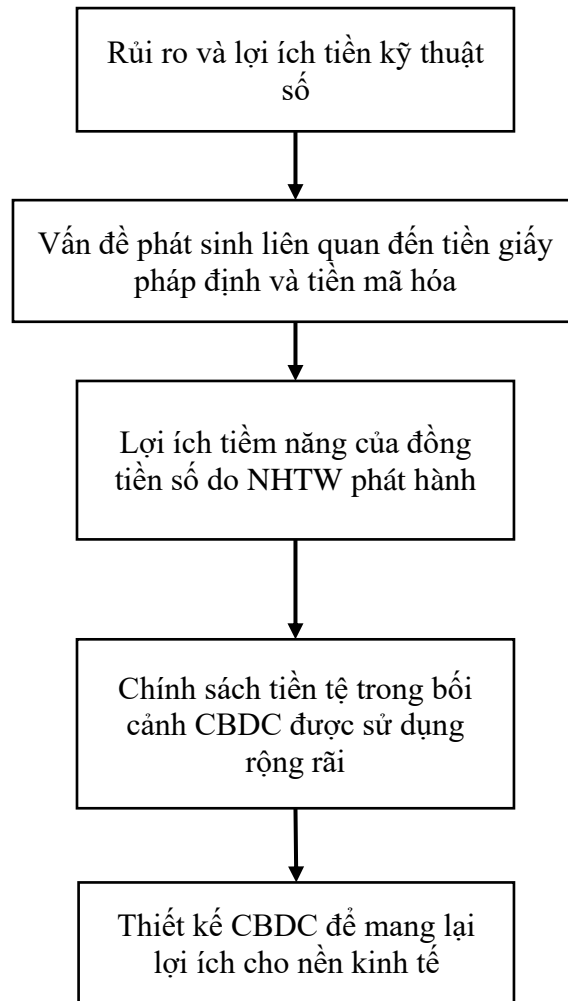 Rủi ro và lợi ích tiền kỹ thuật
số
Vấn đề phát sinh liên quan đến tiền giấy
pháp định và tiền mã hóa
Lợi ích tiềm năng của đồng
tiền số do NHTW phát hành
Chính sách tiền tệ trong bối
cảnh CBDC được sử dụng
rộng rãi
Thiết kế CBDC để mang lại
lợi ích cho nền kinh tế